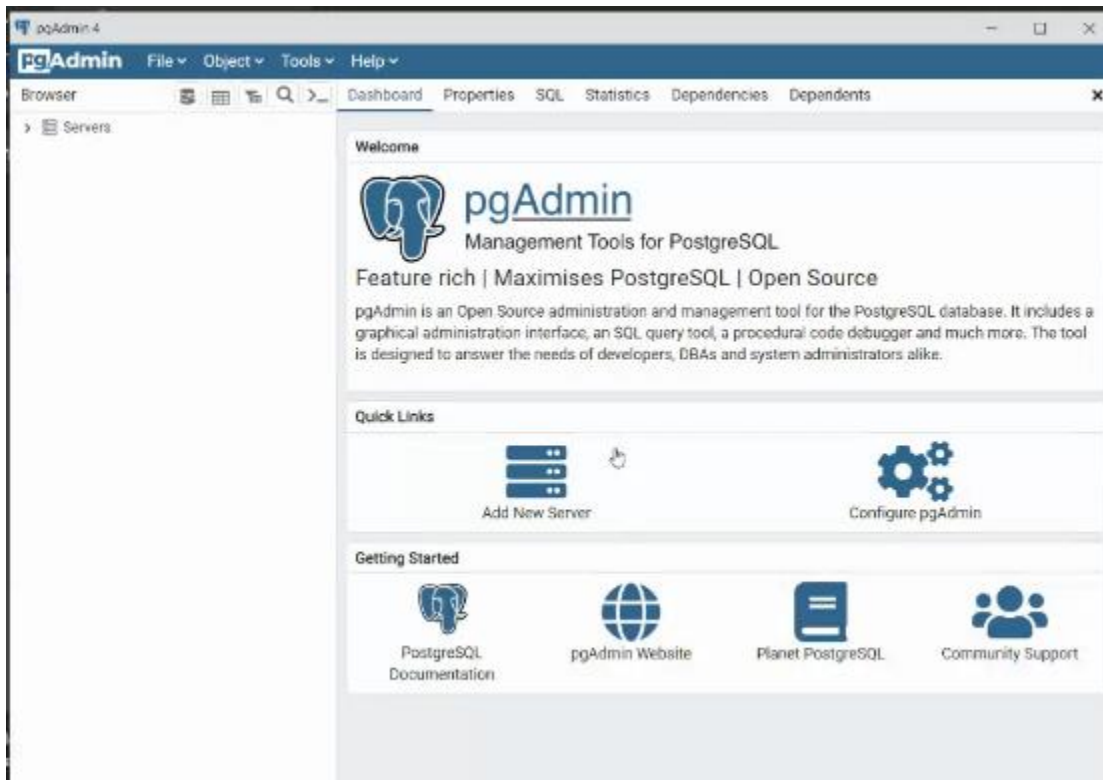 pgAdmin 4
pgAdmin File Object Tools Help
Browser
Dashboard Properties SQL Statistics Dependencies Dependents
Servers
Welcome
pgAdmin
Management Tools for PostgreSQL
Feature rich | Maximises PostgreSQL | Open Source
pgAdmin is an Open Source administration and management tool for the PostgreSQL database. It includes a
graphical administration interface, an SQL query tool, a procedural code debugger and much more. The tool
is designed to answer the needs of developers, DBAs and system administrators alike.
Quick Links
Add New Server
Configure pgAdmin
Getting Started
PostgreSQL
Documentation
pgAdmin Website
Planet PostgreSQL
Community Support